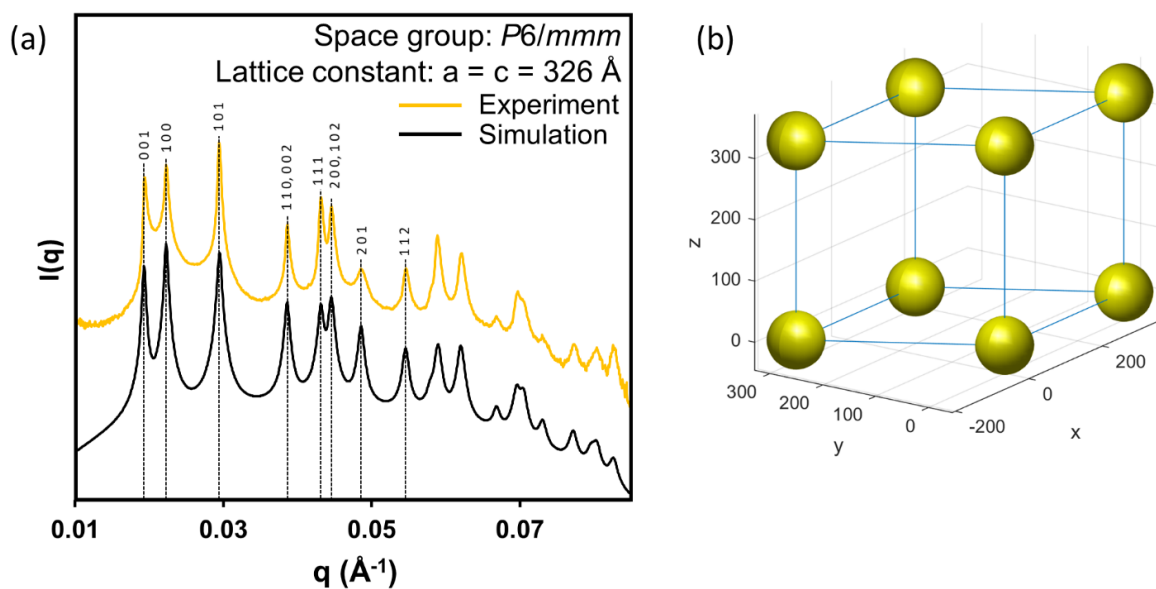 (a)
Space group: P6/mmm
Lattice constant: a = c = 326 Å
Experiment
Simulation
001
100
101
110,002
111
200,102
201
112
I(q)
0.01 0.03 0.05 0.07
q (Å-1)
(b)
300
200
100
0
z
300 200 100 0
y
-200 0 200
x